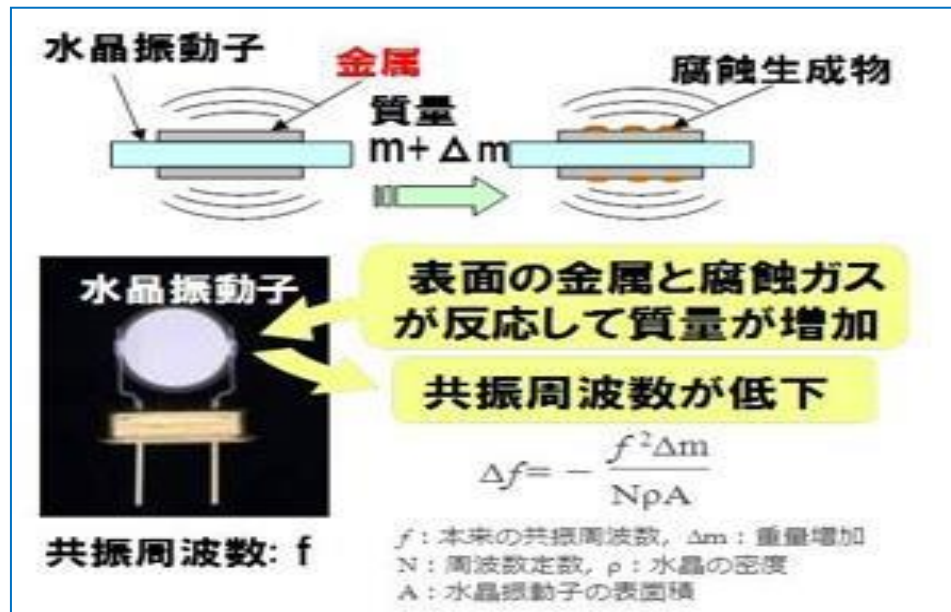 水晶振動子
金属
腐蝕生成物
質量
m+Δm
水晶振動子
表面の金属と腐蝕ガス
が反応して質量が増加
共振周波数が低下
Δf= − f²Δm
NρA
共振周波数: f
f：本来の共振周波数, Δm：重量増加
N：周波数定数, ρ：水晶の密度
A：水晶振動子の表面積